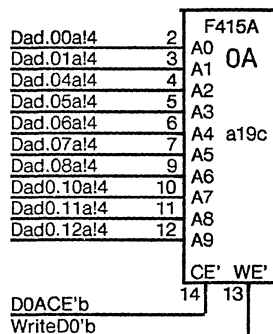 F415A
Dad.00a!4 2 A0 0A
Dad.01a!4 3 A1
Dad.04a!4 4 A2
Dad.05a!4 5 A3
Dad.06a!4 6 A4 a19c
Dad.07a!4 7 A5
Dad.08a!4 9 A6
Dad0.10a!4 10 A7
Dad0.11a!4 11 A8
Dad0.12a!4 12 A9
CE' WE'
14 13
D0ACE'b
WriteD0'b